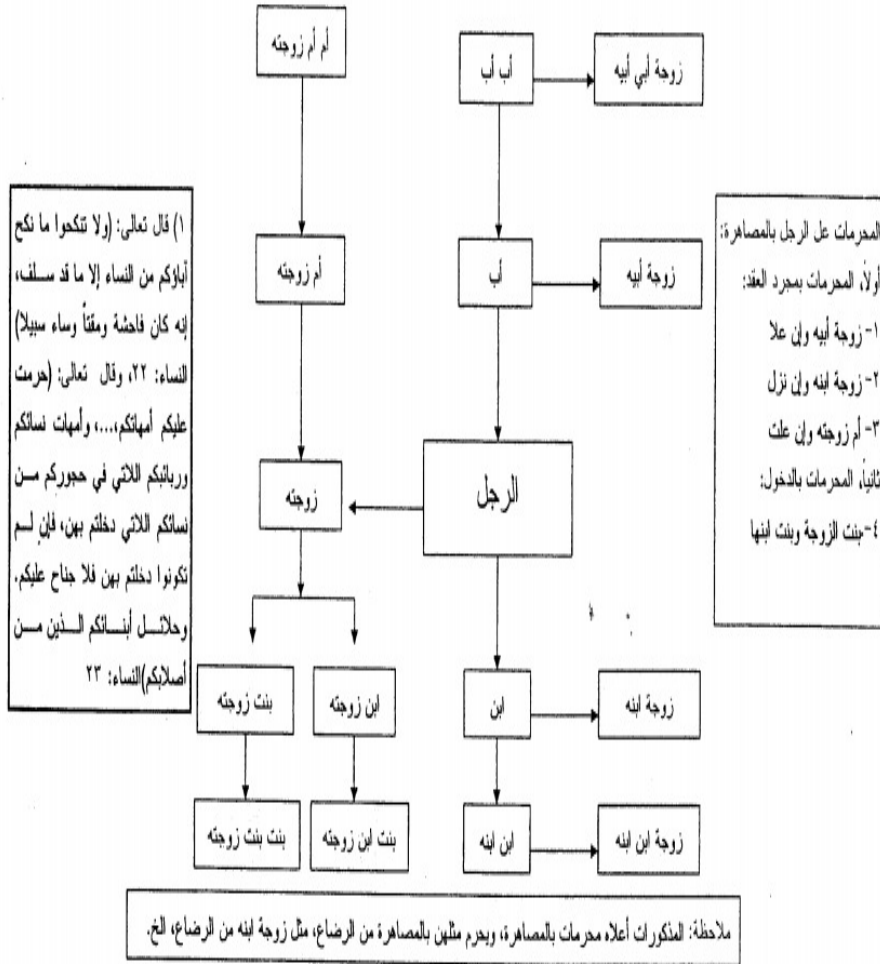 أم أم زوجته
أب أب
زوجة أبي أبيه
المحرمات عل الرجل بالمصاهرة:
أولاً، المحرمات بمجرد العقد:
١- زوجة أبيه وإن علا
٢- زوجة ابنه وإن نزل
٣- أم زوجته وإن علت
ثانياً، المحرمات بالدخول:
٤- بنت الزوجة وبنت ابنها
أم زوجته
أب
زوجة أبيه
١) قال تعالى: (ولا تنكحوا ما نكح
آباؤكم من النساء إلا ما قد سلف،
إنه كان فاحشة ومقتاً وساء سبيلا)
النساء: ٢٢، وقال تعالى: (حرمت
عليكم أمهاتكم،...، وأمهات نسائكم
وربائبكم اللاتي في حجوركم من
نسائكم اللاتي دخلتم بهن، فإن لم
تكونوا دخلتم بهن فلا جناح عليكم.
وحلائل أبنائكم الذين من
أصلابكم)النساء: ٢٣
الرجل
زوجته
زوجة ابنه
ابن
ابن زوجته
بنت زوجته
زوجة ابن ابنه
ابن ابنه
بنت ابن زوجته
بنت بنت زوجته
ملاحظة: المذكورات أعلاه محرمات بالمصاهرة، ويحرم مثلهن بالمصاهرة من الرضاع، مثل زوجة ابنه من الرضاع، الخ.